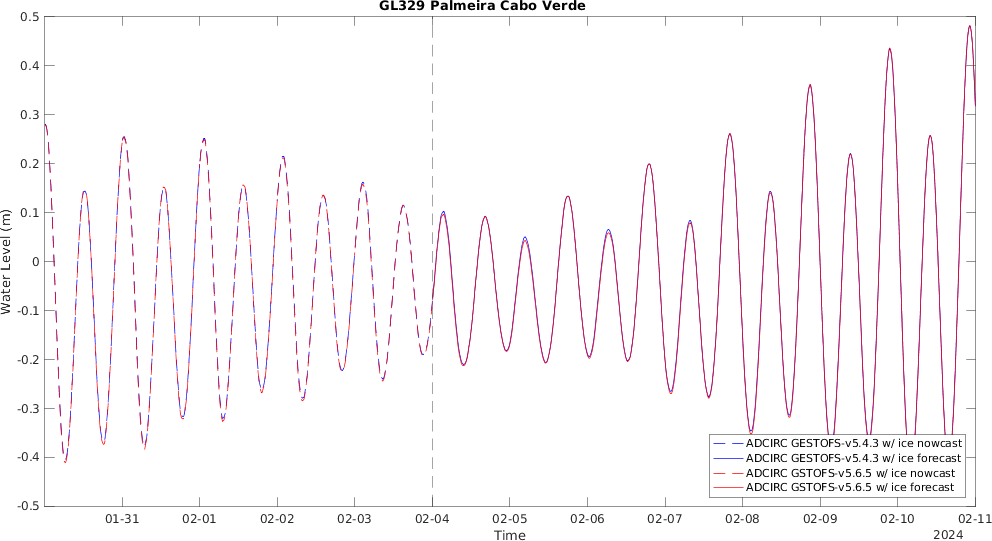 GL329 Palmeira Cabo Verde
0.5
0.4
0.3
0.2
0.1
0
-0.1
-0.2
-0.3
-0.4
-0.5
Water Level (m)
ADCIRC GESTOFS-v5.4.3 w/ ice nowcast
ADCIRC GESTOFS-v5.4.3 w/ ice forecast
ADCIRC GSTOFS-v5.6.5 w/ ice nowcast
ADCIRC GSTOFS-v5.6.5 w/ ice forecast
01-31 02-01 02-02 02-03 02-04 02-05 02-06 02-07 02-08 02-09 02-10 02-11
Time
2024